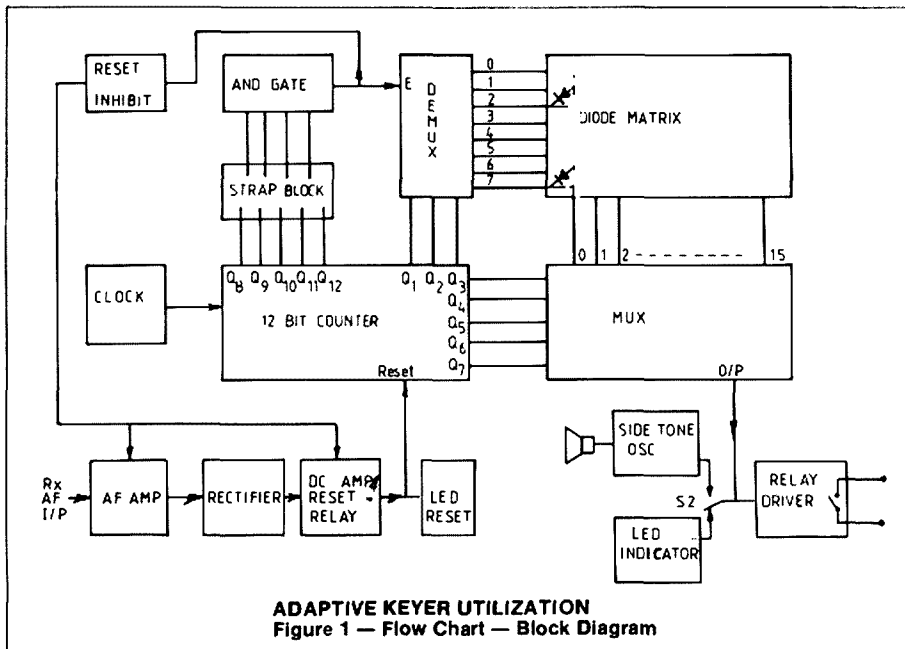 RESET
INHIBIT
AND GATE
E
DEMUX
0
1
2
3
4
5
6
7
DIODE MATRIX
STRAP BLOCK
0 1 2 - - - - - - - - 15
CLOCK
Q8 Q9 Q10 Q11 Q12 Q1 Q2 Q3
Q4
Q5
Q6
Q7
12 BIT COUNTER
Reset
MUX
O/P
Rx
AF
I/P
AF AMP
RECTIFIER
DC AMP
RESET
RELAY
LED
RESET
SIDE TONE
OSC
S2
LED
INDICATOR
RELAY
DRIVER
ADAPTIVE KEYER UTILIZATION
Figure 1 — Flow Chart — Block Diagram